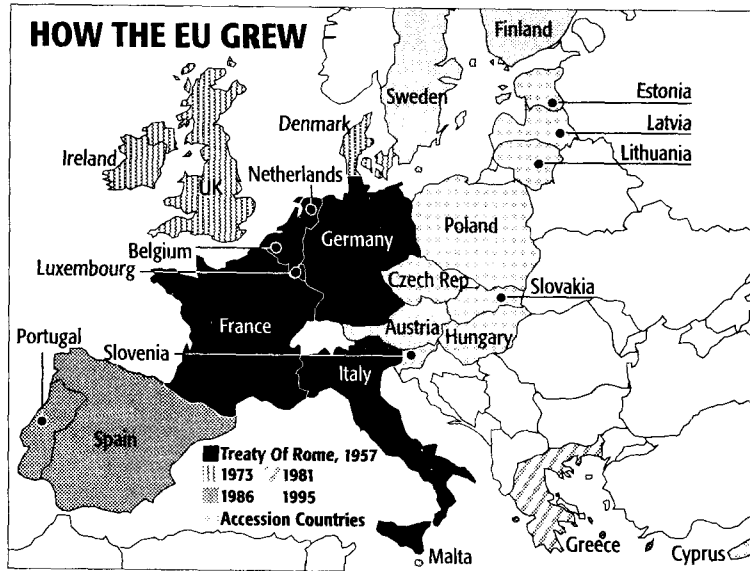 HOW THE EU GREW
Finland
Sweden
Estonia
Latvia
Lithuania
Denmark
Ireland
UK
Netherlands
Belgium
Luxembourg
Germany
Poland
Czech Rep
Slovakia
France
Austria
Hungary
Portugal
Slovenia
Italy
Spain
Treaty Of Rome, 1957
1973 1981
1986 1995
Accession Countries
Malta
Greece
Cyprus